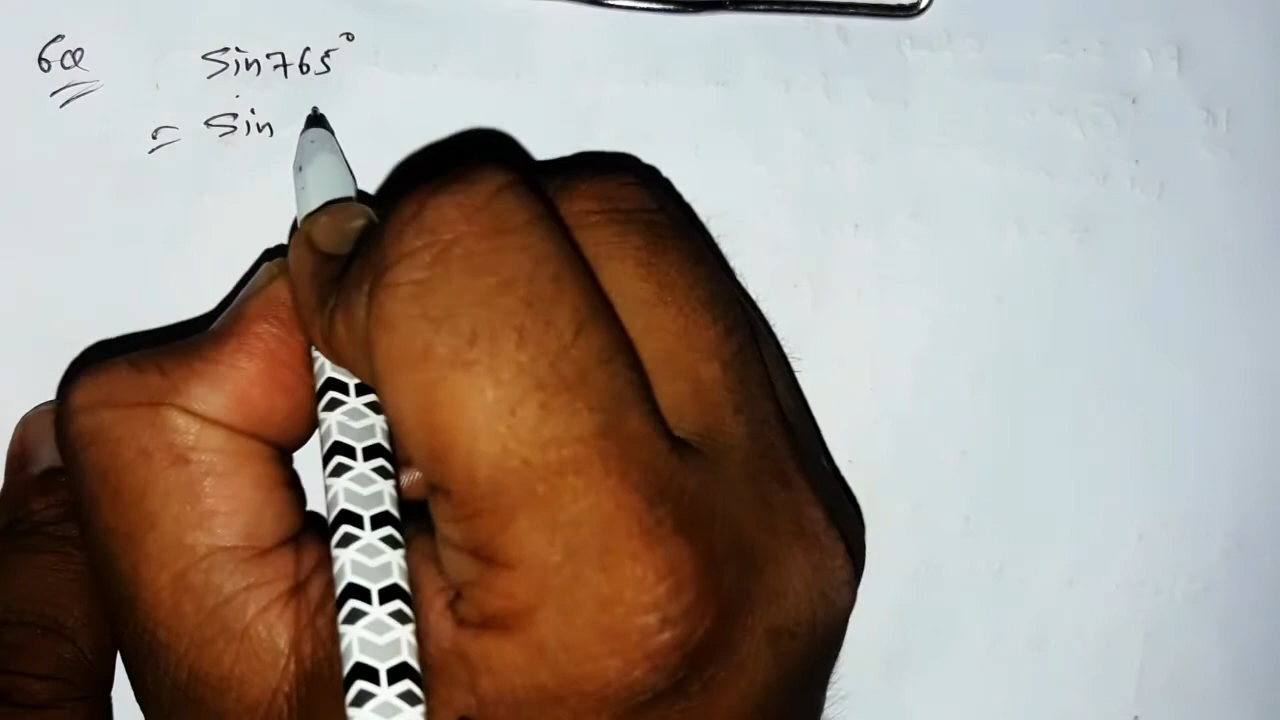 6a sin 765°
= sin